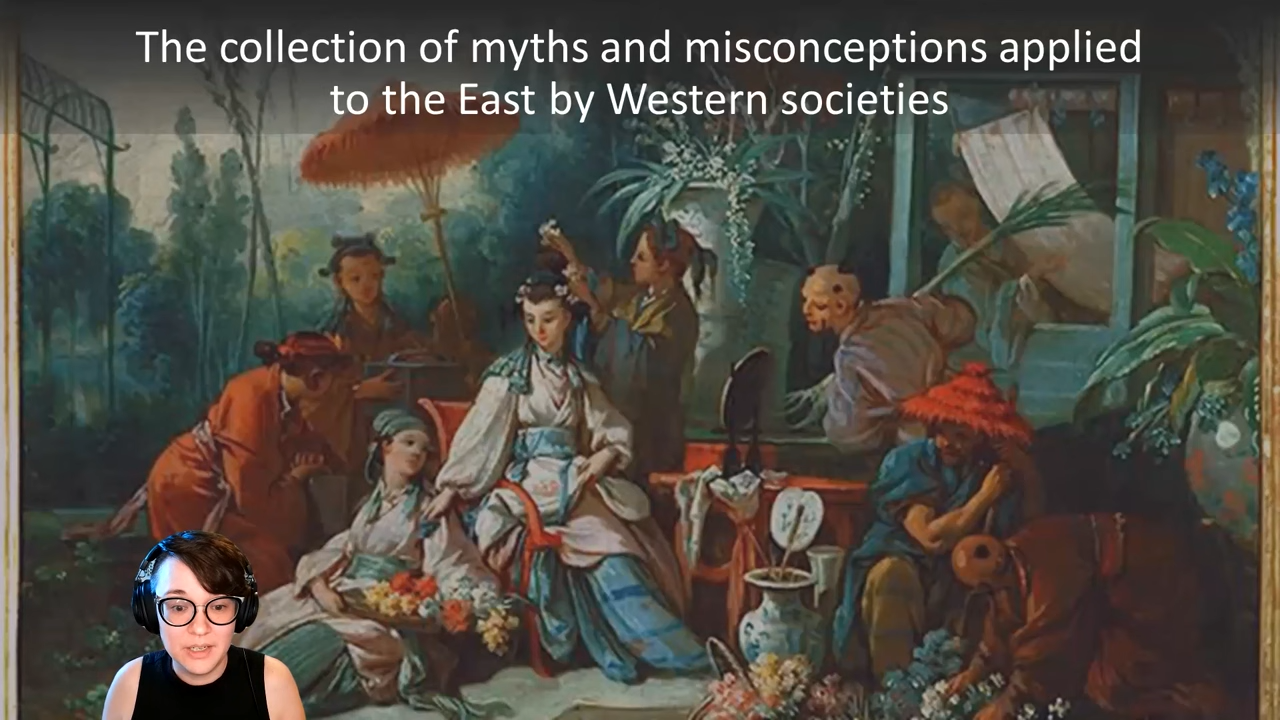 The collection of myths and misconceptions applied
to the East by Western societies